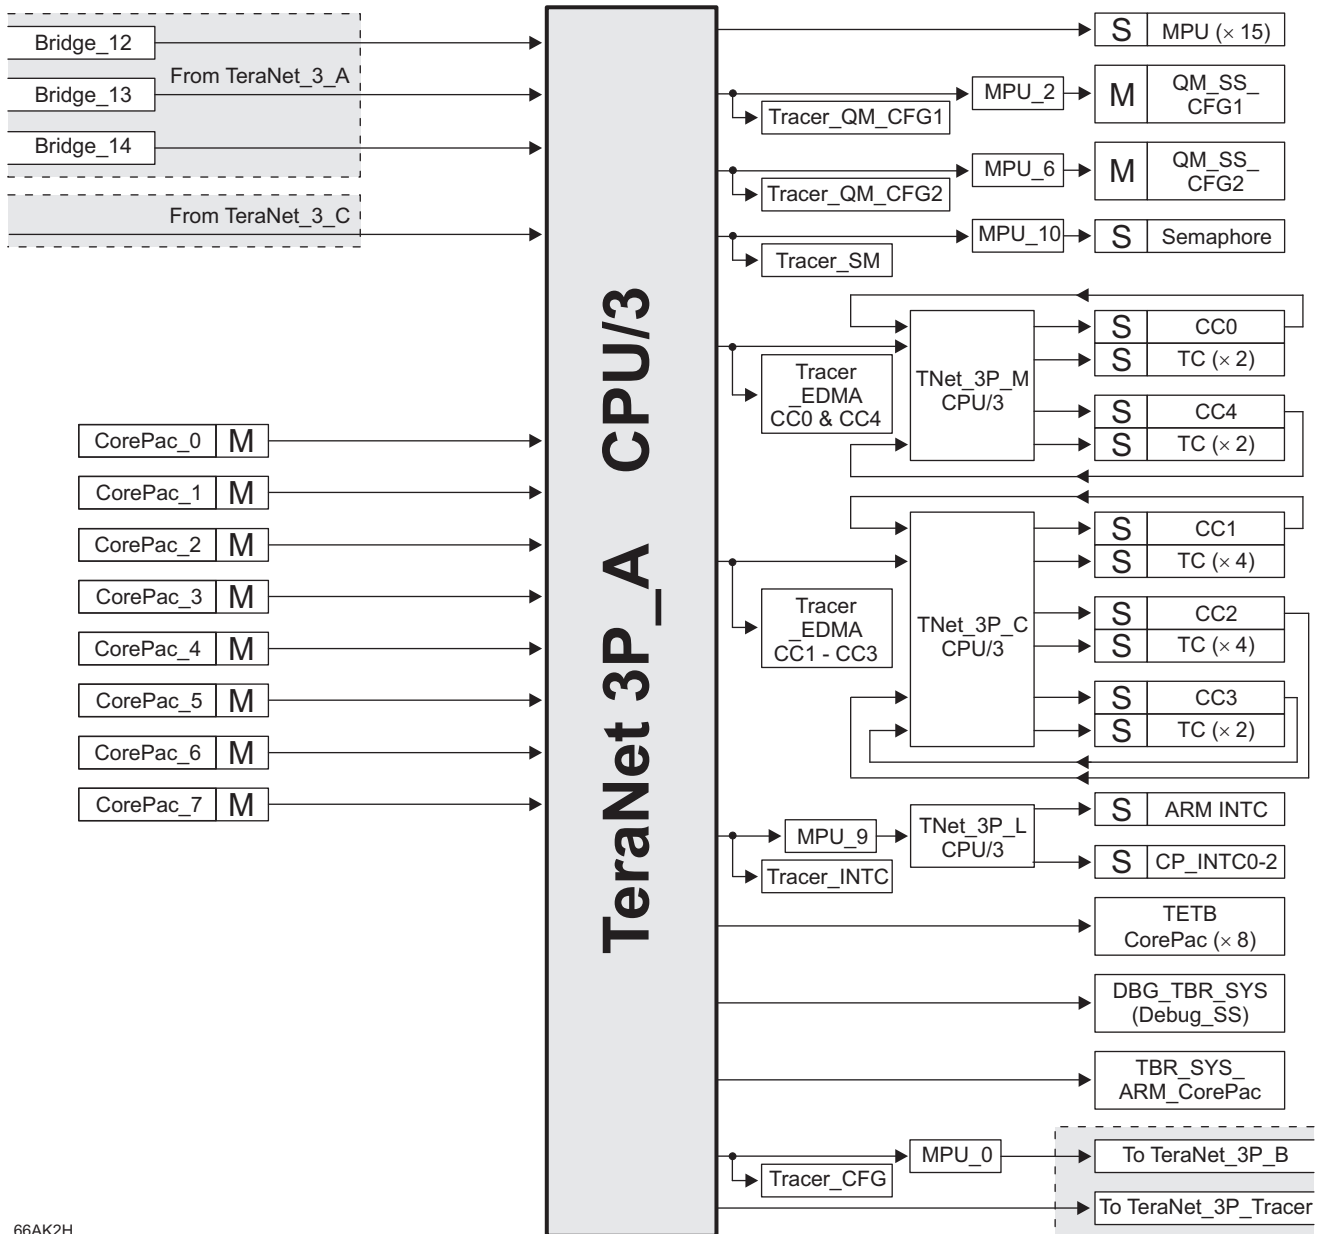 Bridge_12
From TeraNet_3_A
Bridge_13
Bridge_14
From TeraNet_3_C
CorePac_0 M
CorePac_1 M
CorePac_2 M
CorePac_3 M
CorePac_4 M
CorePac_5 M
CorePac_6 M
CorePac_7 M
TeraNet 3P_A CPU/3
S MPU (× 15)
MPU_2
M QM_SS_
CFG1
Tracer_QM_CFG1
MPU_6
M QM_SS_
CFG2
Tracer_QM_CFG2
MPU_10
S Semaphore
Tracer_SM
Tracer
_EDMA
CC0 & CC4
TNet_3P_M
CPU/3
S CC0
S TC (× 2)
S CC4
S TC (× 2)
Tracer
_EDMA
CC1 - CC3
TNet_3P_C
CPU/3
S CC1
S TC (× 4)
S CC2
S TC (× 4)
S CC3
S TC (× 2)
MPU_9
Tracer_INTC
TNet_3P_L
CPU/3
S ARM INTC
S CP_INTC0-2
TETB
CorePac (× 8)
DBG_TBR_SYS
(Debug_SS)
TBR_SYS_
ARM_CorePac
MPU_0
Tracer_CFG
To TeraNet_3P_B
To TeraNet_3P_Tracer
66AK2H